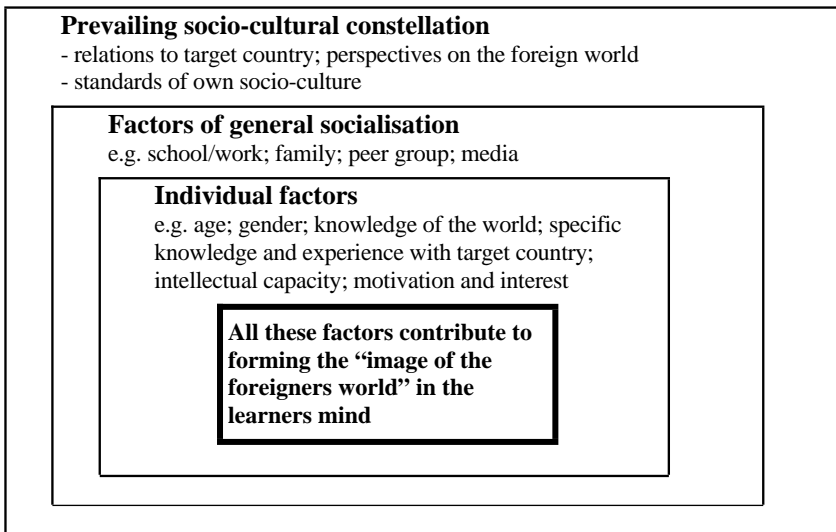 Prevailing socio-cultural constellation
- relations to target country; perspectives on the foreign world
- standards of own socio-culture
Factors of general socialisation
e.g. school/work; family; peer group; media
Individual factors
e.g. age; gender; knowledge of the world; specific
knowledge and experience with target country;
intellectual capacity; motivation and interest
All these factors contribute to
forming the “image of the
foreigners world” in the
learners mind